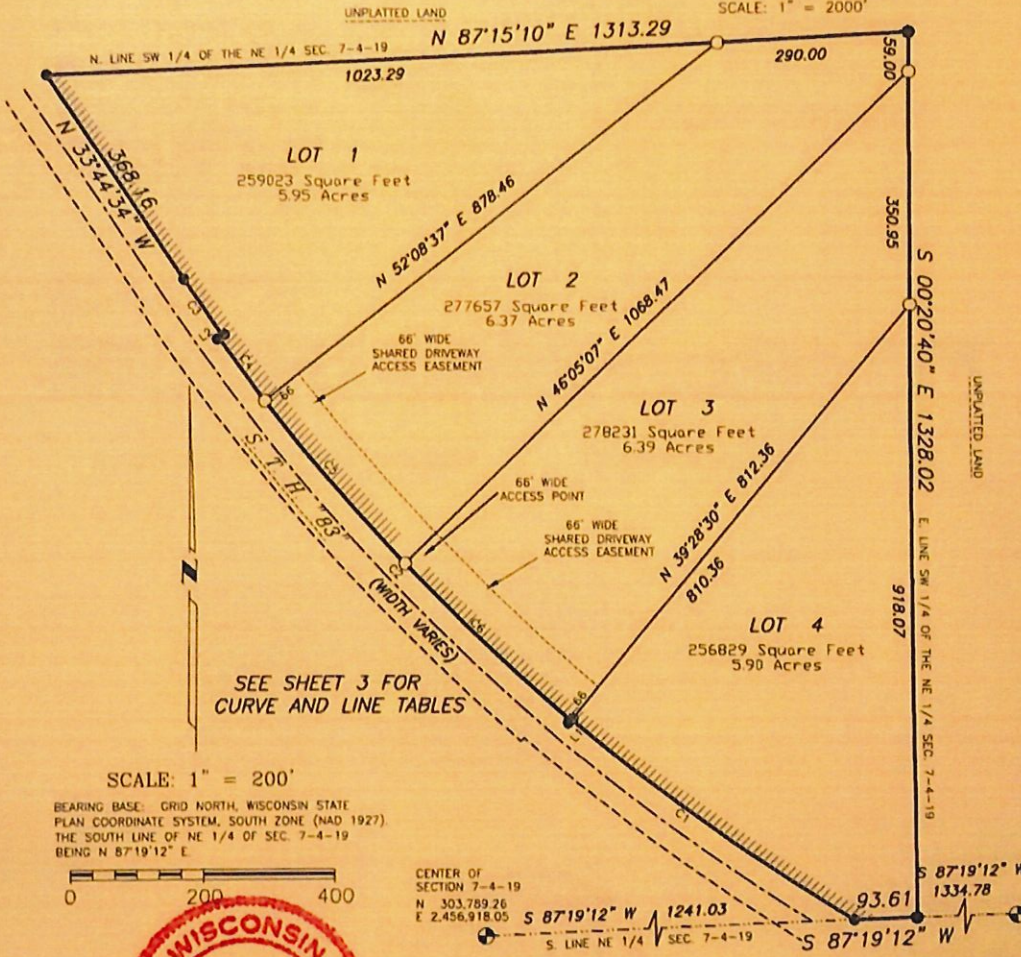 UNPLATTED LAND
SCALE: 1" = 2000'
N 87°15'10" E 1313.29
N. LINE SW 1/4 OF THE NE 1/4 SEC. 7-4-19
1023.29
290.00
59.00
N 33°44'34" W
368.16
LOT 1
259023 Square Feet
5.95 Acres
N 52°08'37" E 878.46
350.95
LOT 2
277657 Square Feet
6.37 Acres
N 46°05'07" E 1068.47
S 00°20'40" E 1328.02
E. LINE SW 1/4 OF THE NE 1/4 SEC. 7-4-19
UNPLATTED LAND
C3
L2
C4
66
66' WIDE
SHARED DRIVEWAY
ACCESS EASEMENT
LOT 3
278231 Square Feet
6.39 Acres
S. T. H. "83"
C5
66' WIDE
ACCESS POINT
66' WIDE
SHARED DRIVEWAY
ACCESS EASEMENT
N 39°28'30" E 812.36
810.36
C2
(WIDTH VARIES)
C6
918.07
LOT 4
256829 Square Feet
5.90 Acres
N
SEE SHEET 3 FOR
CURVE AND LINE TABLES
66
L1
C1
SCALE: 1" = 200'
BEARING BASE: GRID NORTH, WISCONSIN STATE
PLAN COORDINATE SYSTEM, SOUTH ZONE (NAD 1927).
THE SOUTH LINE OF NE 1/4 OF SEC. 7-4-19
BEING N 87°19'12" E.
0 200 400
CENTER OF
SECTION 7-4-19
N 303,789.26
E 2,456,918.05
S 87°19'12" W
1241.03
S. LINE NE 1/4 SEC. 7-4-19
93.61
S 87°19'12" W
S 87°19'12" W
1334.78
WISCONSIN